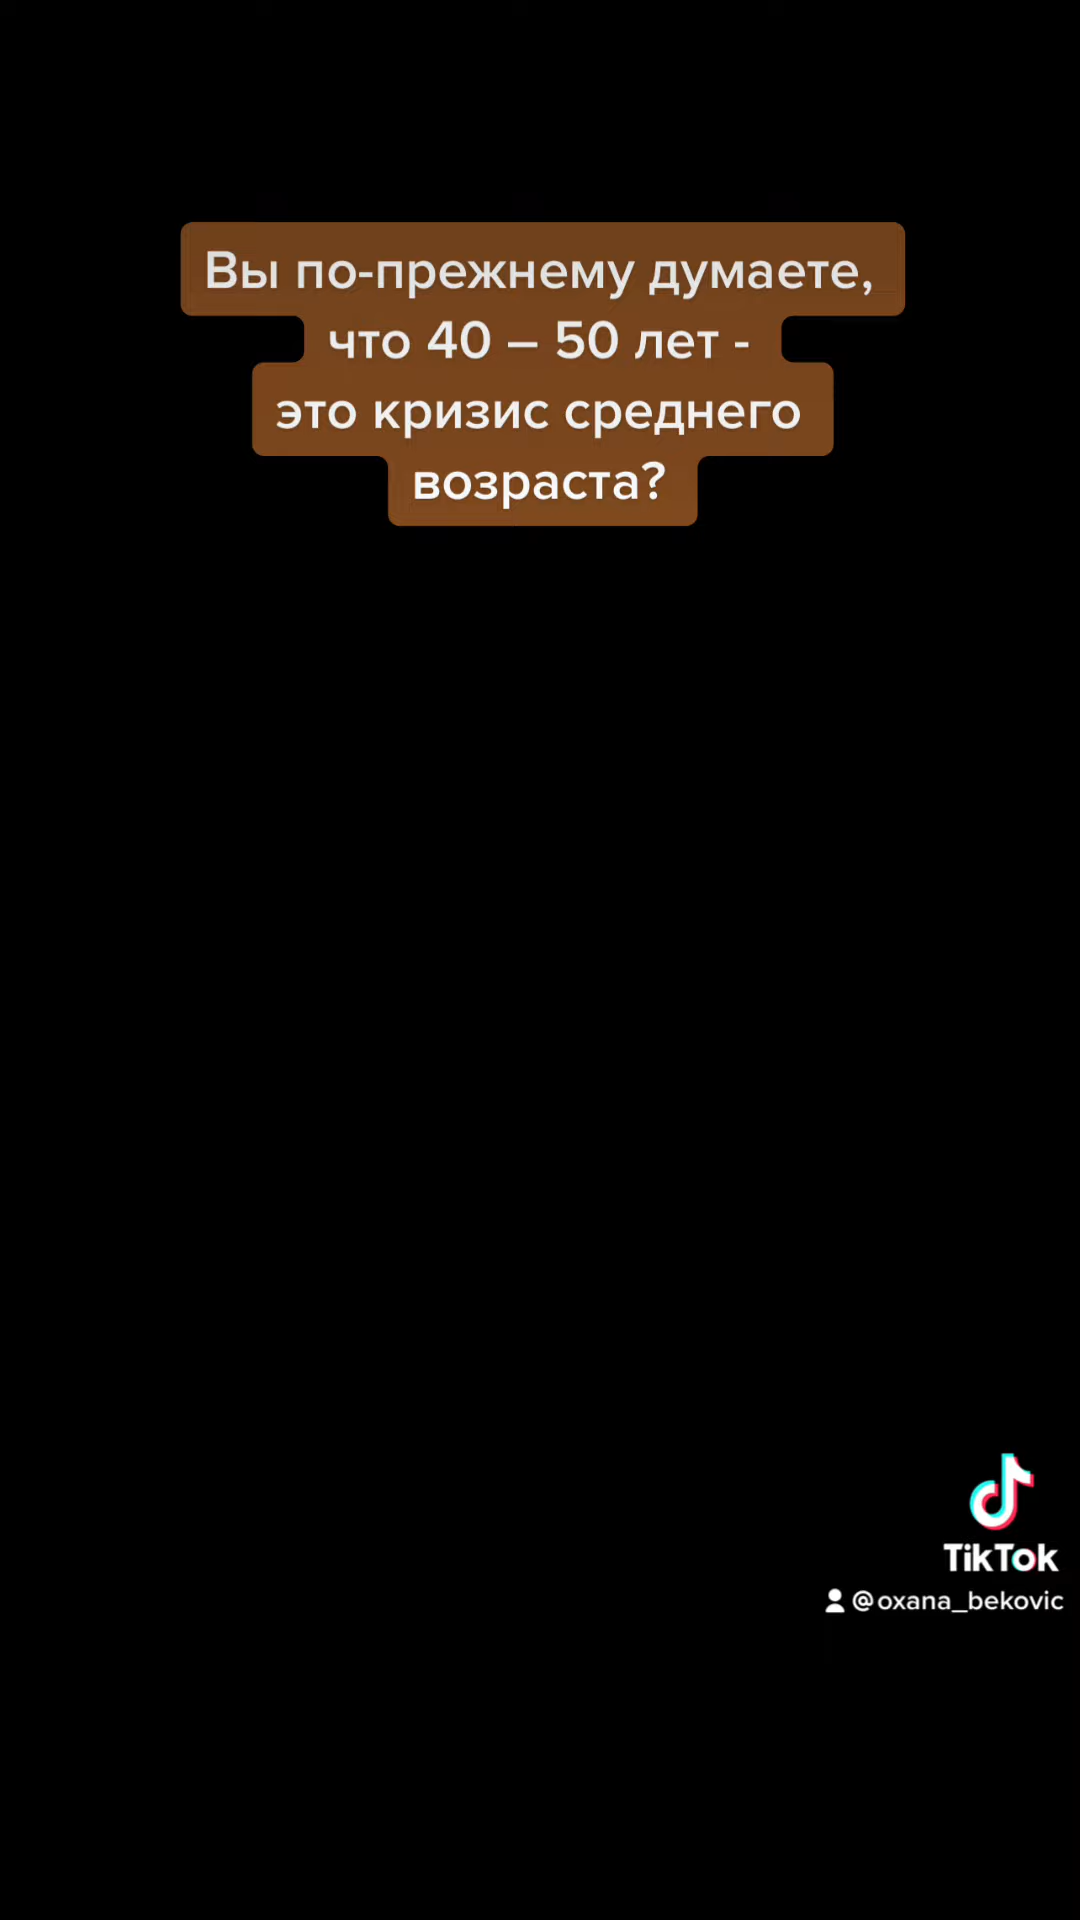 Вы по-прежнему думаете,
что 40 – 50 лет -
это кризис среднего
возраста?
TikTok
@oxana_bekovic